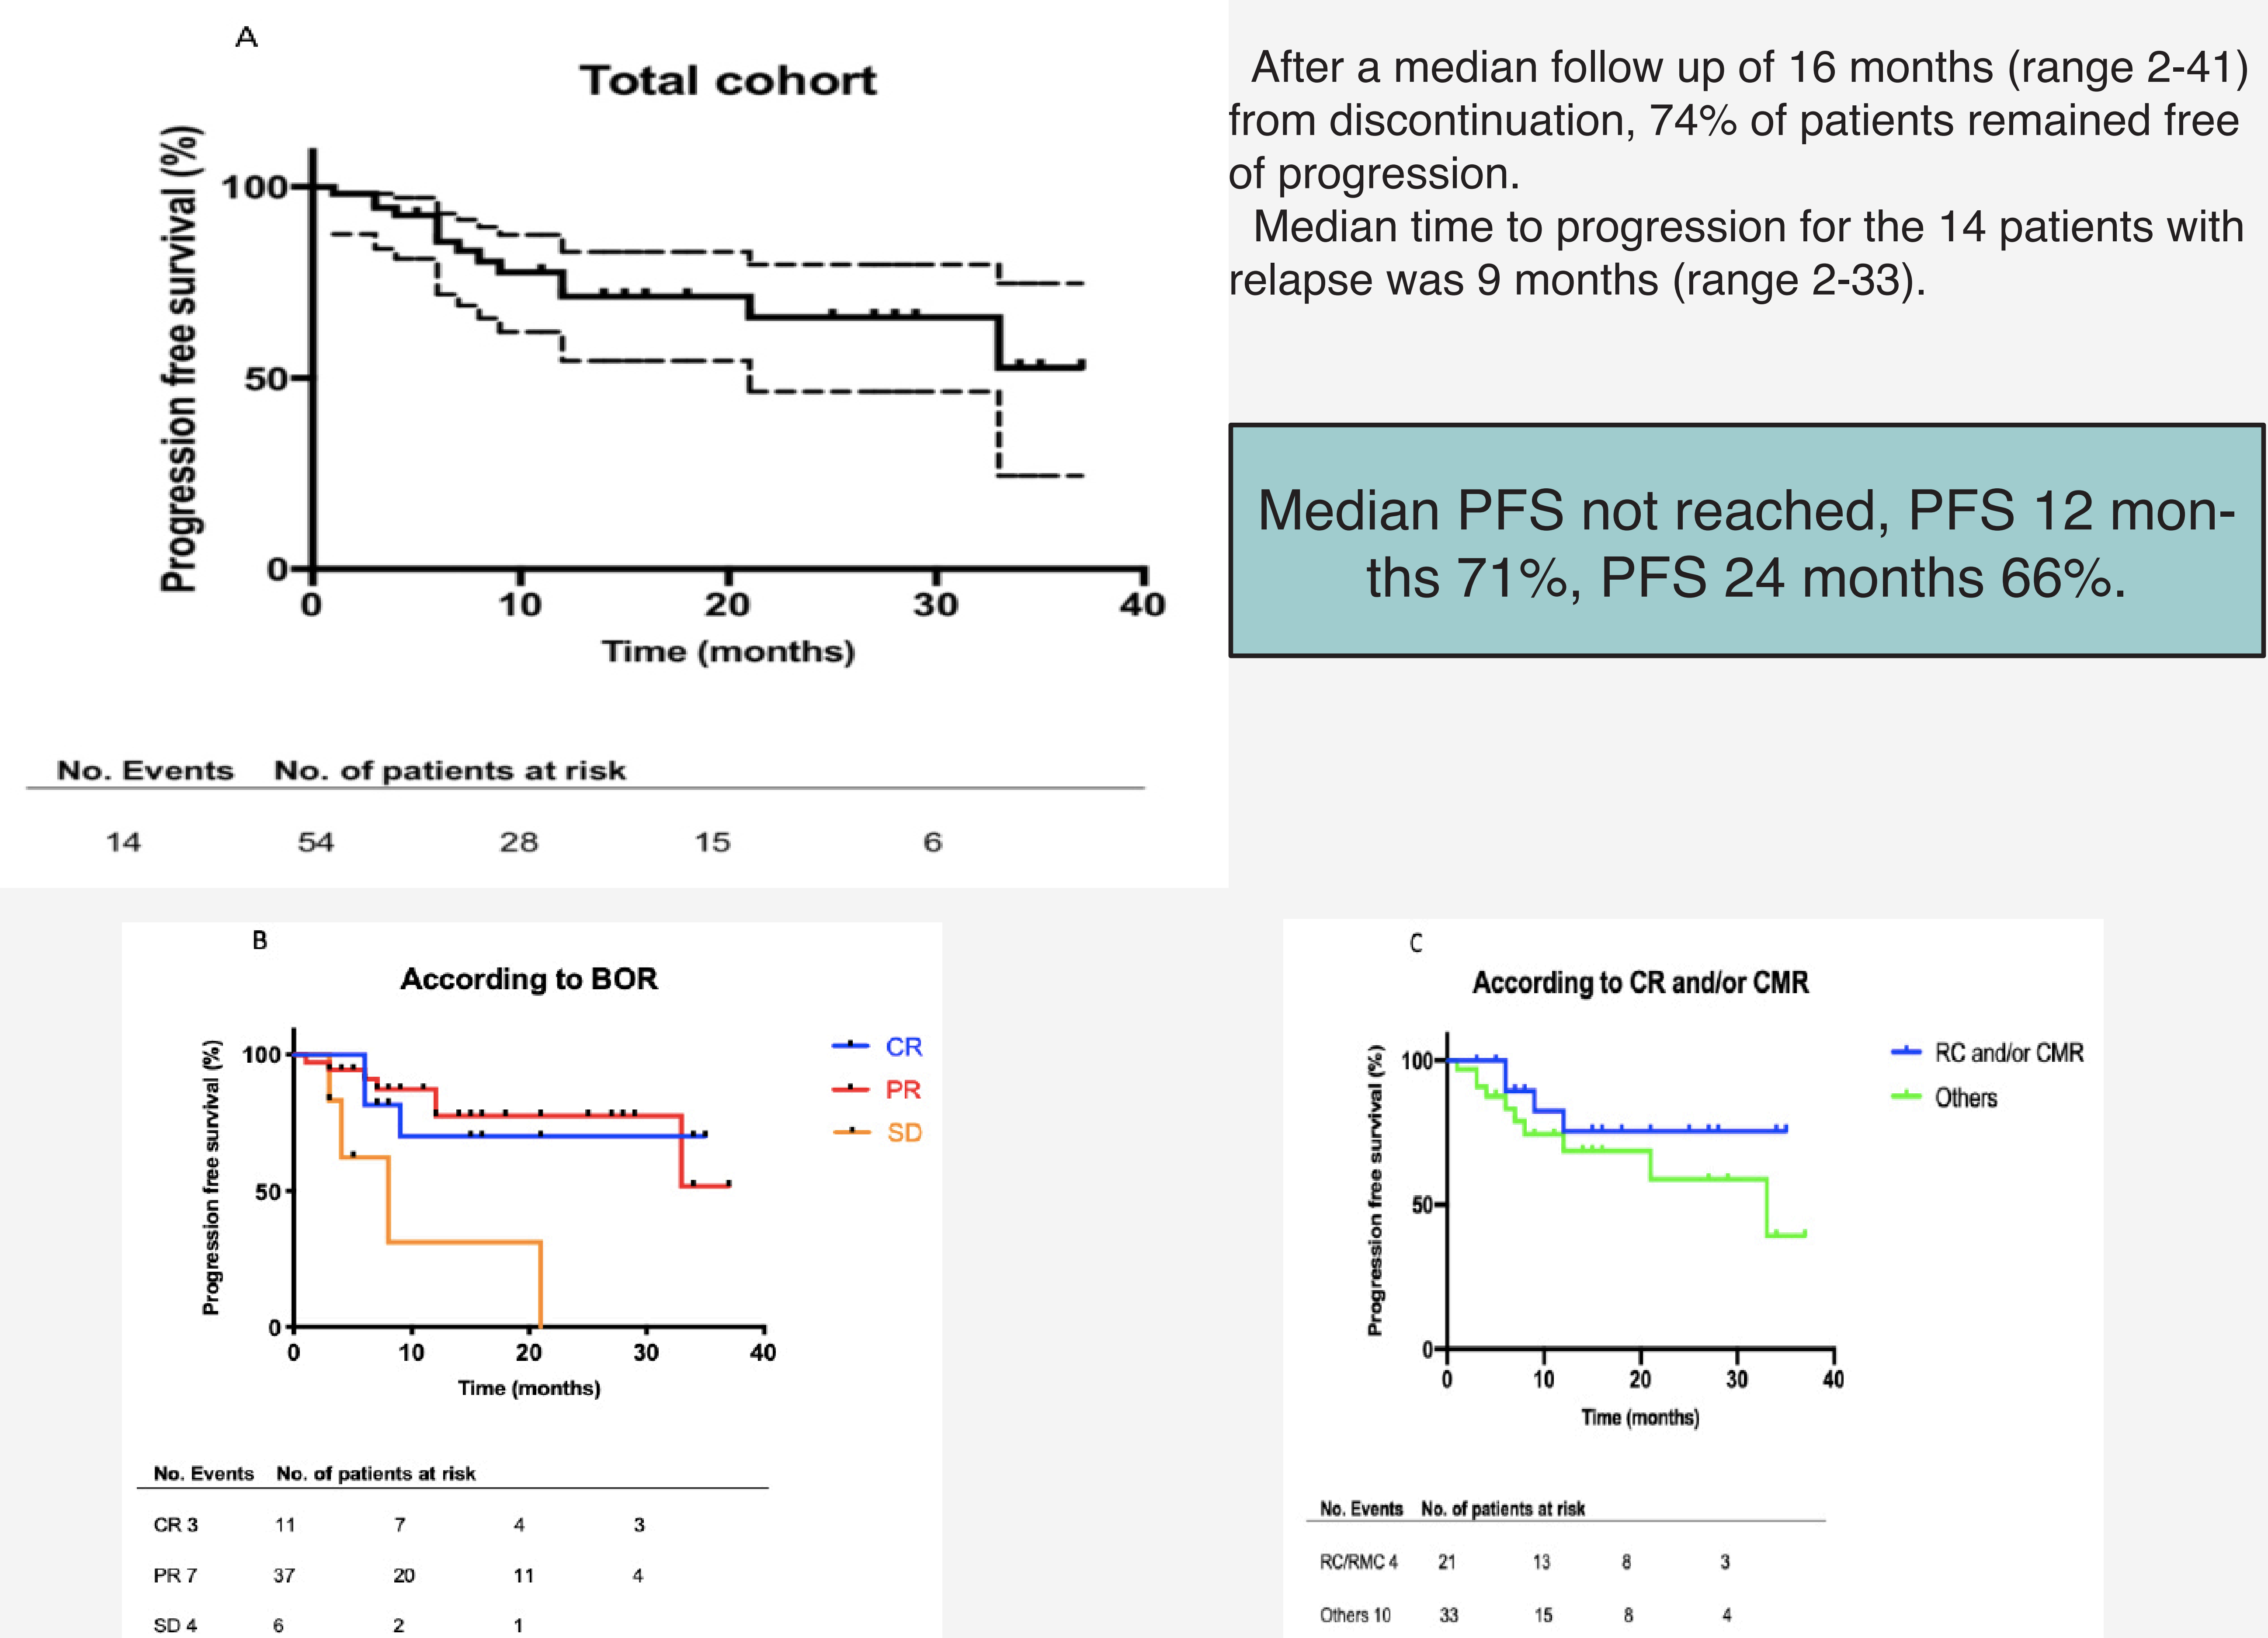 A
Total cohort
Progression free survival (%)
100
50
0
0 10 20 30 40
Time (months)
No. Events No. of patients at risk
14 54 28 15 6
After a median follow up of 16 months (range 2-41)
from discontinuation, 74% of patients remained free
of progression.
Median time to progression for the 14 patients with
relapse was 9 months (range 2-33).
Median PFS not reached, PFS 12 mon-
ths 71%, PFS 24 months 66%.
B
According to BOR
Progression free survival (%)
100
50
0
0 10 20 30 40
Time (months)
CR
PR
SD
No. Events No. of patients at risk
CR 3 11 7 4 3
PR 7 37 20 11 4
SD 4 6 2 1
C
According to CR and/or CMR
Progression free survival (%)
100
50
0
0 10 20 30 40
Time (months)
RC and/or CMR
Others
No. Events No. of patients at risk
RC/RMC 4 21 13 8 3
Others 10 33 15 8 4